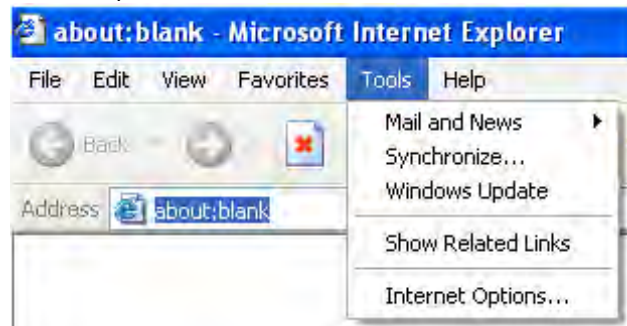 about:blank - Microsoft Internet Explorer
File Edit View Favorites Tools Help
Back
Address about:blank
Mail and News
Synchronize...
Windows Update
Show Related Links
Internet Options...